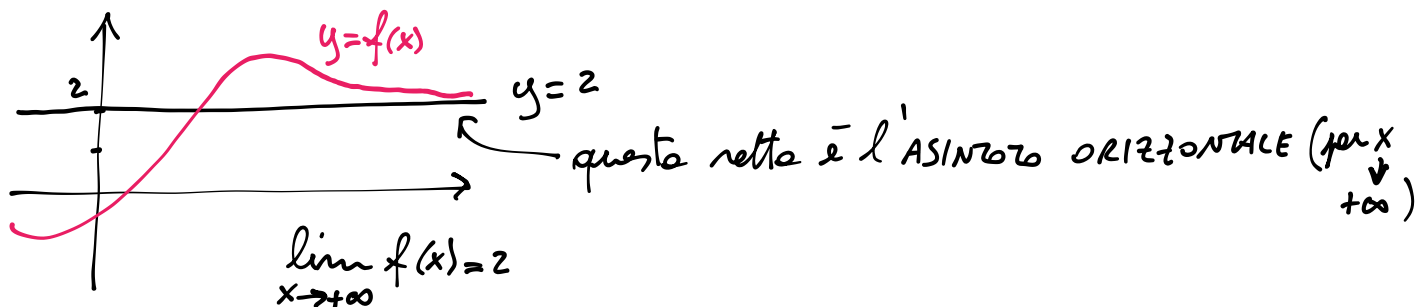 y=f(x)
2
y=2
questa retta è l'ASINTOTO ORIZZONTALE (per x
↓
+∞)
lim f(x)=2
x→+∞